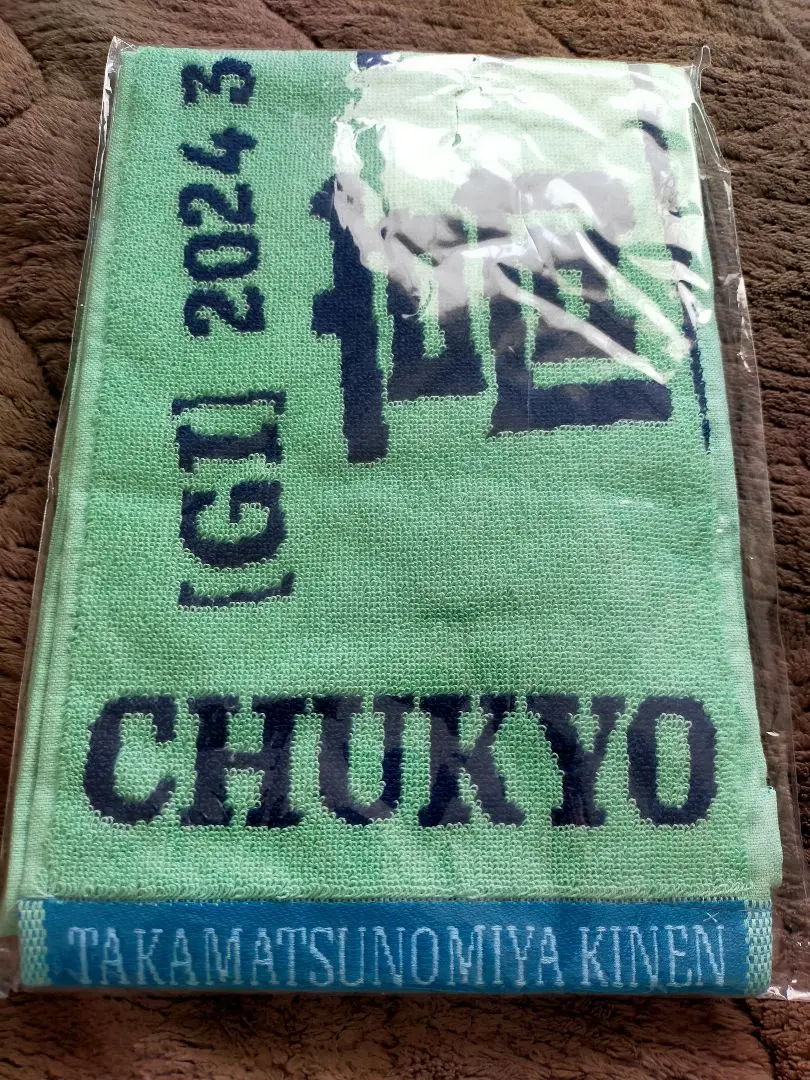 [GI] 2024 3
CHUKYO
TAKAMATSUNOMIYA KINEN